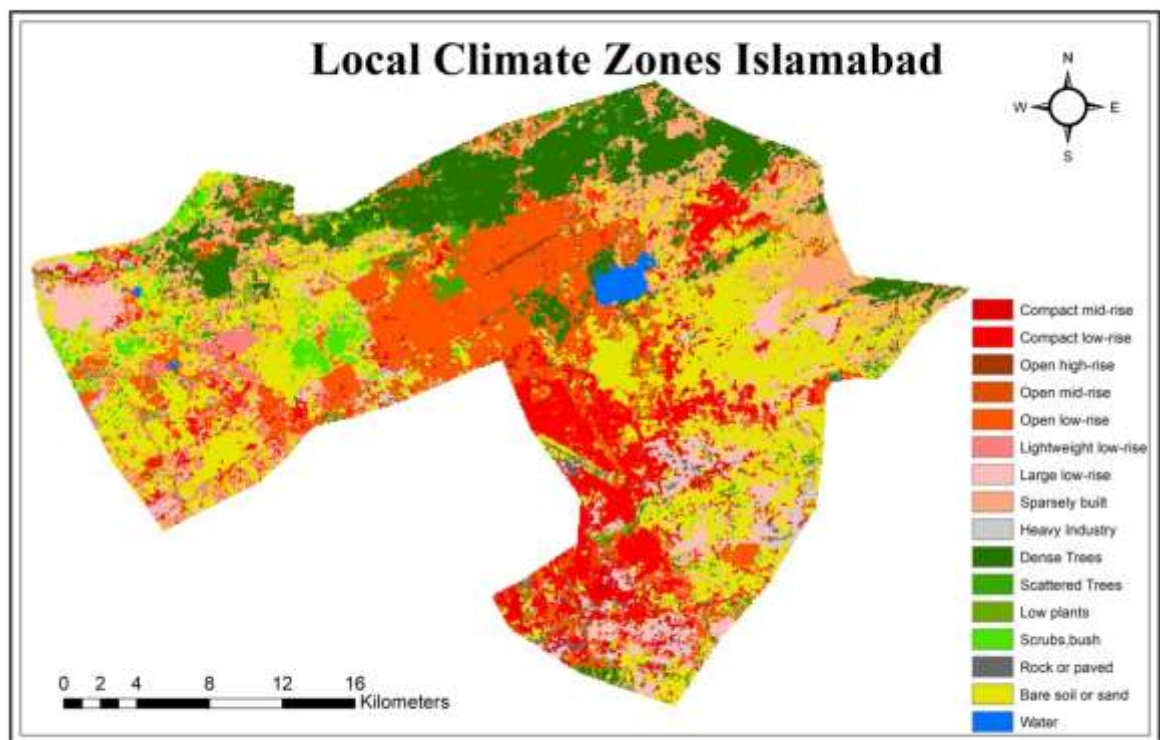 Local Climate Zones Islamabad
N
W E
S
Compact mid-rise
Compact low-rise
Open high-rise
Open mid-rise
Open low-rise
Lightweight low-rise
Large low-rise
Sparsely built
Heavy Industry
Dense Trees
Scattered Trees
Low plants
Scrubs,bush
Rock or paved
Bare soil or sand
Water
0 2 4 8 12 16
Kilometers